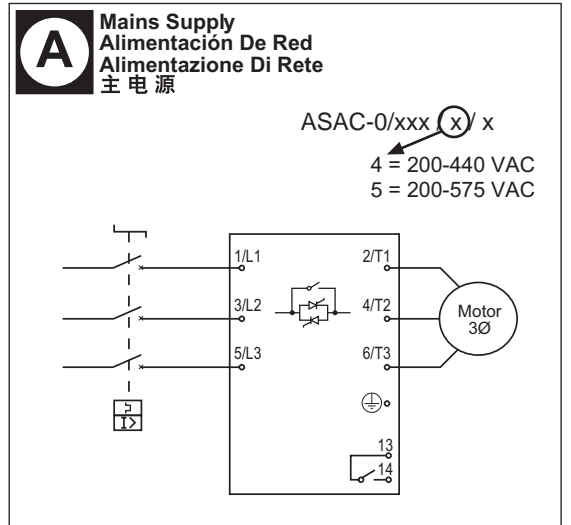 A
Mains Supply
Alimentación De Red
Alimentazione Di Rete
主电源
ASAC-0/xxx / x / x
4 = 200-440 VAC
5 = 200-575 VAC
1/L1
2/T1
3/L2
4/T2
Motor
3Ø
5/L3
6/T3
I>
13
14